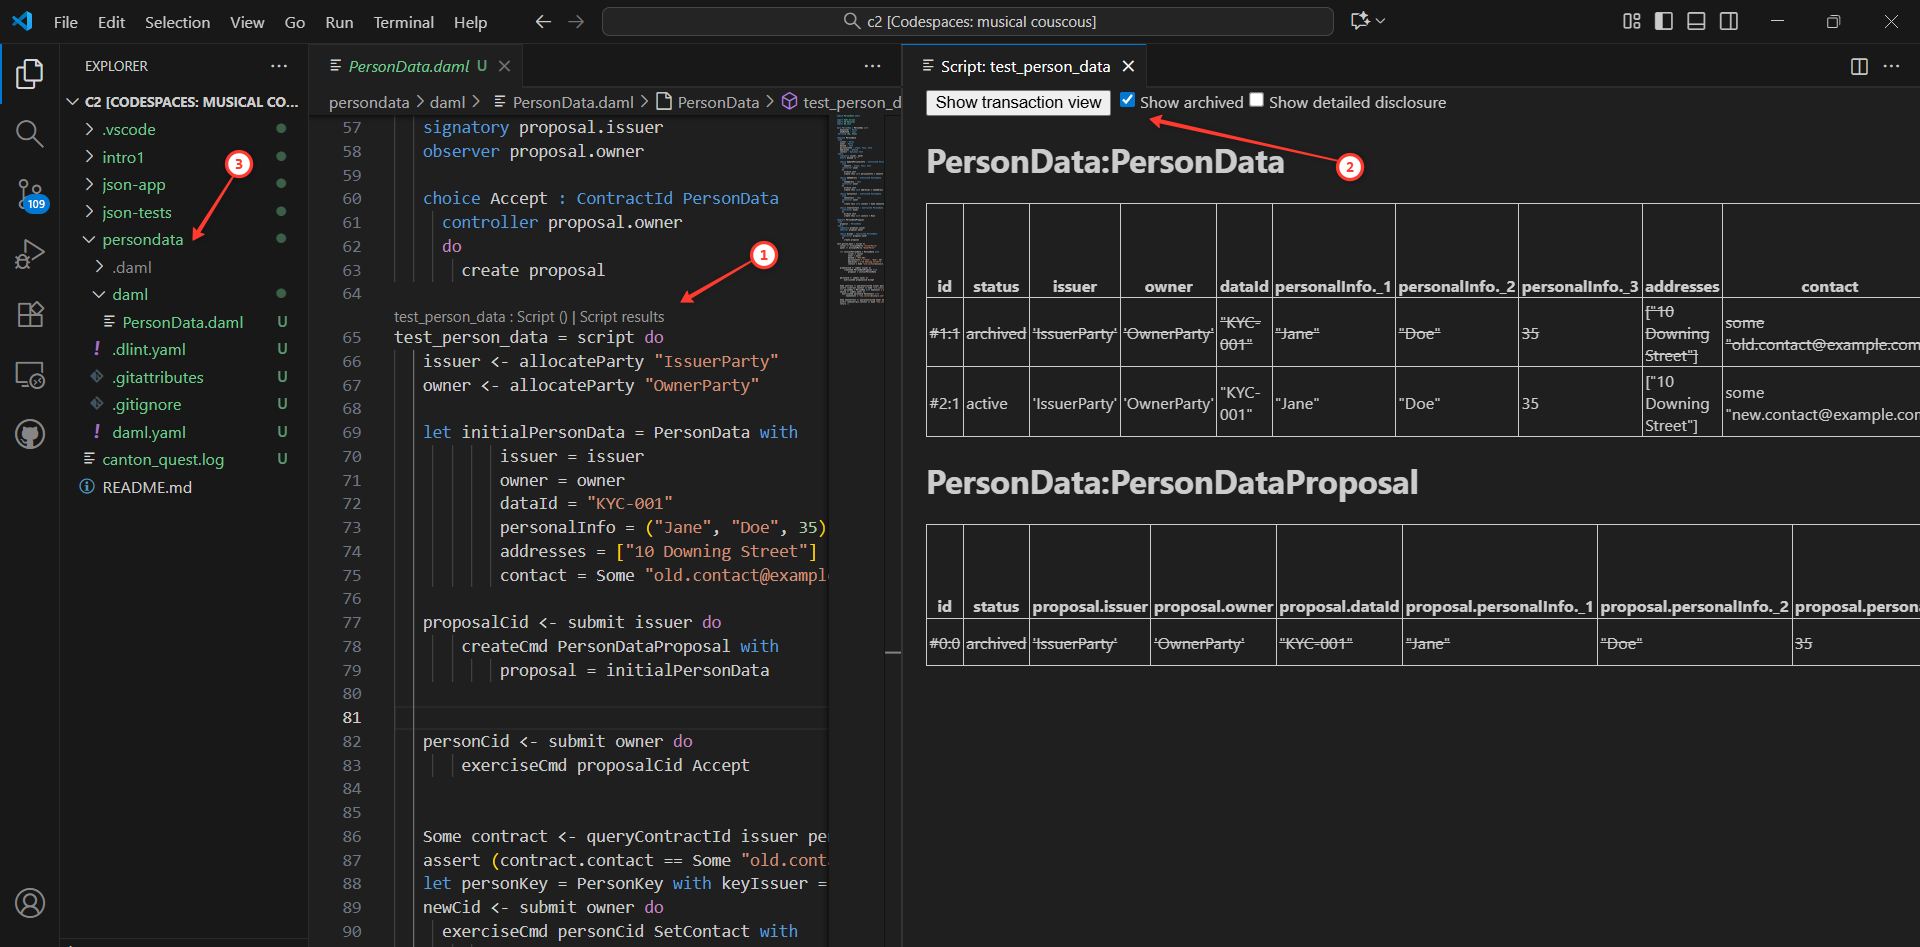 File Edit Selection View Go Run Terminal Help
c2 [Codespaces: musical couscous]
EXPLORER
C2 [CODESPACES: MUSICAL CO...
.vscode
intro1
json-app
json-tests
persondata
.daml
daml
PersonData.daml U
.dlint.yaml U
.gitattributes U
.gitignore U
daml.yaml U
canton_quest.log U
README.md
109
3
PersonData.daml U
persondata > daml > PersonData.daml > PersonData > test_person_d
57 signatory proposal.issuer
58 observer proposal.owner
59
60 choice Accept : ContractId PersonData
61 controller proposal.owner
62 do
63 create proposal
64
1
test_person_data : Script () | Script results
65 test_person_data = script do
66 issuer <- allocateParty "IssuerParty"
67 owner <- allocateParty "OwnerParty"
68
69 let initialPersonData = PersonData with
70 issuer = issuer
71 owner = owner
72 dataId = "KYC-001"
73 personalInfo = ("Jane", "Doe", 35)
74 addresses = ["10 Downing Street"]
75 contact = Some "old.contact@exampl
76
77 proposalCid <- submit issuer do
78 createCmd PersonDataProposal with
79 proposal = initialPersonData
80
81
82 personCid <- submit owner do
83 exerciseCmd proposalCid Accept
84
85
86 Some contract <- queryContractId issuer pe
87 assert (contract.contact == Some "old.cont
88 let personKey = PersonKey with keyIssuer =
89 newCid <- submit owner do
90 exerciseCmd personCid SetContact with
Script: test_person_data
Show transaction view Show archived Show detailed disclosure
2
PersonData:PersonData
id status issuer owner dataId personalInfo._1 personalInfo._2 personalInfo._3 addresses contact
#1:1 archived 'IssuerParty' 'OwnerParty' "KYC-001" "Jane" "Doe" 35 ["10 Downing Street"] some "old.contact@example.com
#2:1 active 'IssuerParty' 'OwnerParty' "KYC-001" "Jane" "Doe" 35 ["10 Downing Street"] some "new.contact@example.co
PersonData:PersonDataProposal
id status proposal.issuer proposal.owner proposal.dataId proposal.personalInfo._1 proposal.personalInfo._2 proposal.person
#0:0 archived 'IssuerParty' 'OwnerParty' "KYC-001" "Jane" "Doe" 35